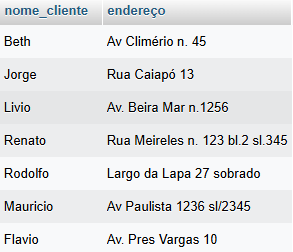 nome_cliente endereço
Beth Av Climério n. 45
Jorge Rua Caiapó 13
Livio Av. Beira Mar n.1256
Renato Rua Meireles n. 123 bl.2 sl.345
Rodolfo Largo da Lapa 27 sobrado
Mauricio Av Paulista 1236 sl/2345
Flavio Av. Pres Vargas 10